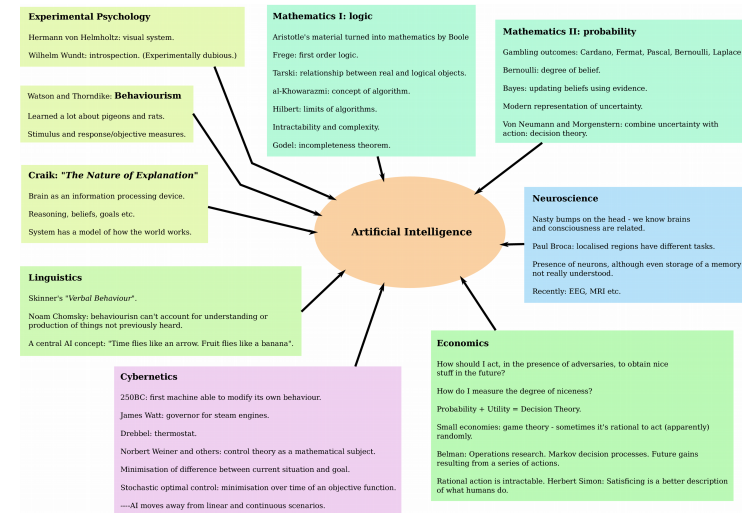 Experimental Psychology
Hermann von Helmholtz: visual system.
Wilhelm Wundt: introspection. (Experimentally dubious.)
Watson and Thorndike: Behaviourism
Learned a lot about pigeons and rats.
Stimulus and response/objective measures.
Craik: "The Nature of Explanation"
Brain as an information processing device.
Reasoning, beliefs, goals etc.
System has a model of how the world works.
Mathematics I: logic
Aristotle's material turned into mathematics by Boole
Frege: first order logic.
Tarski: relationship between real and logical objects.
al-Khowarazmi: concept of algorithm.
Hilbert: limits of algorithms.
Intractability and complexity.
Godel: incompleteness theorem.
Mathematics II: probability
Gambling outcomes: Cardano, Fermat, Pascal, Bernoulli, Laplace
Bernoulli: degree of belief.
Bayes: updating beliefs using evidence.
Modern representation of uncertainty.
Von Neumann and Morgenstern: combine uncertainty with
action: decision theory.
Artificial Intelligence
Neuroscience
Nasty bumps on the head - we know brains
and consciousness are related.
Paul Broca: localised regions have different tasks.
Presence of neurons, although even storage of a memory
not really understood.
Recently: EEG, MRI etc.
Linguistics
Skinner's "Verbal Behaviour".
Noam Chomsky: behaviourisn can't account for understanding or
production of things not previously heard.
A central AI concept: "Time flies like an arrow. Fruit flies like a banana".
Cybernetics
250BC: first machine able to modify its own behaviour.
James Watt: governor for steam engines.
Drebbel: thermostat.
Norbert Weiner and others: control theory as a mathematical subject.
Minimisation of difference between current situation and goal.
Stochastic optimal control: minimisation over time of an objective function.
----AI moves away from linear and continuous scenarios.
Economics
How should I act, in the presence of adversaries, to obtain nice
stuff in the future?
How do I measure the degree of niceness?
Probability + Utility = Decision Theory.
Small economies: game theory - sometimes it's rational to act (apparently)
randomly.
Belman: Operations research. Markov decision processes. Future gains
resulting from a series of actions.
Rational action is intractable. Herbert Simon: Satisficing is a better description
of what humans do.